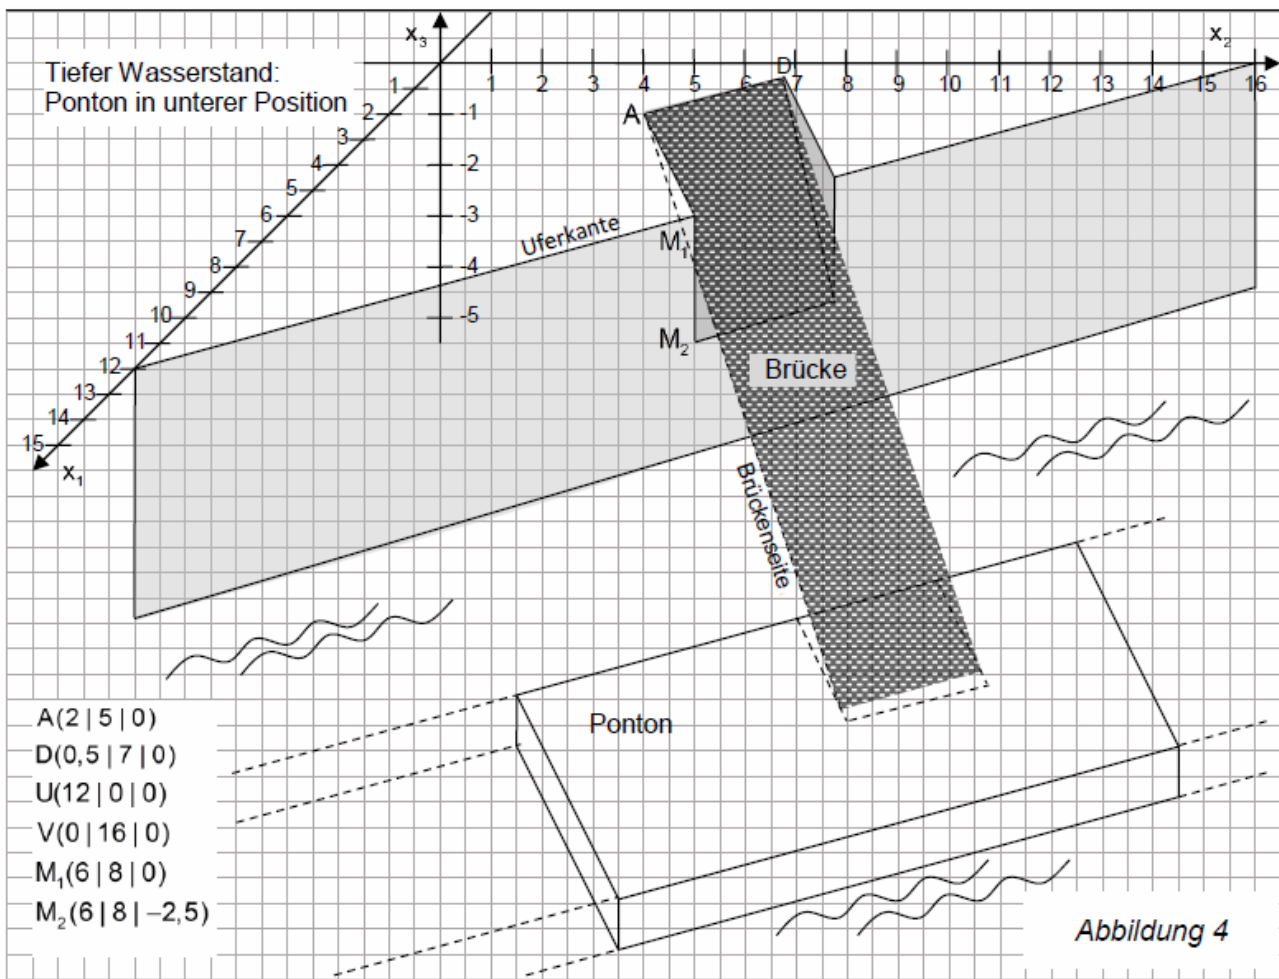 x₃
x₂
Tiefer Wasserstand:
Ponton in unterer Position
D
1 2 3 4 5 6 7 8 9 10 11 12 13 14 15 16
A
1
2
3
4
5
6
7
8
9
10
11
12
13
14
15
x₁
-1
-2
-3
-4
-5
Uferkante
M₁
M₂
Brücke
Brückenseite
Ponton
A(2 | 5 | 0)
D(0,5 | 7 | 0)
U(12 | 0 | 0)
V(0 | 16 | 0)
M₁(6 | 8 | 0)
M₂(6 | 8 | −2,5)
Abbildung 4